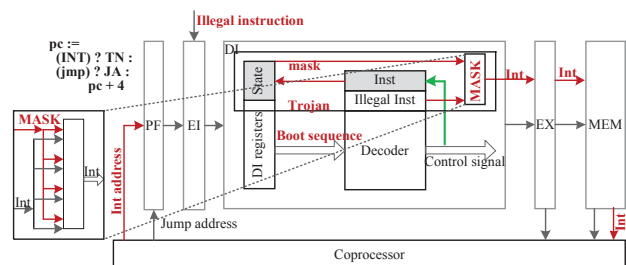 Illegal instruction
pc :=
(INT) ? TN :
(jmp) ? JA :
pc + 4
DI
mask
State
Inst
Illegal Inst
MASK
Int
Int
Trojan
MASK
Int
Int
Int address
PF
EI
DI registers
Boot sequence
Decoder
Control signal
EX
MEM
Jump address
Int
Coprocessor